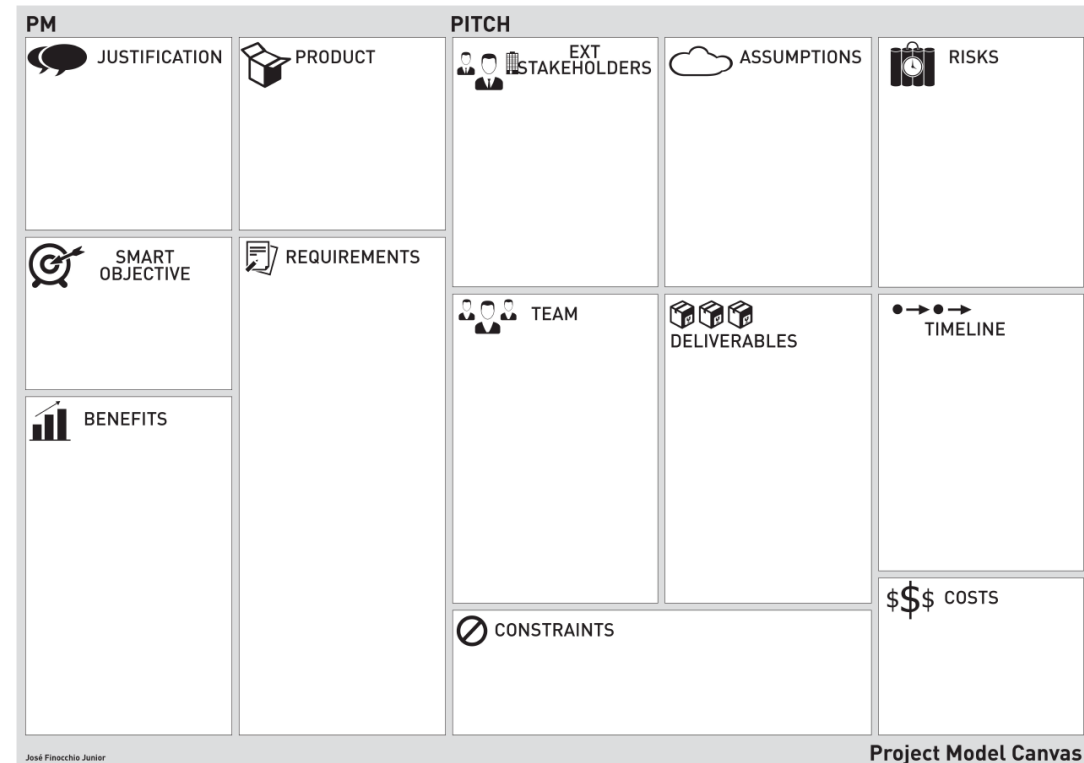 PM
PITCH
JUSTIFICATION
PRODUCT
EXT
STAKEHOLDERS
ASSUMPTIONS
RISKS
SMART
OBJECTIVE
REQUIREMENTS
TEAM
DELIVERABLES
TIMELINE
BENEFITS
$$$ COSTS
CONSTRAINTS
José Finocchio Junior
Project Model Canvas